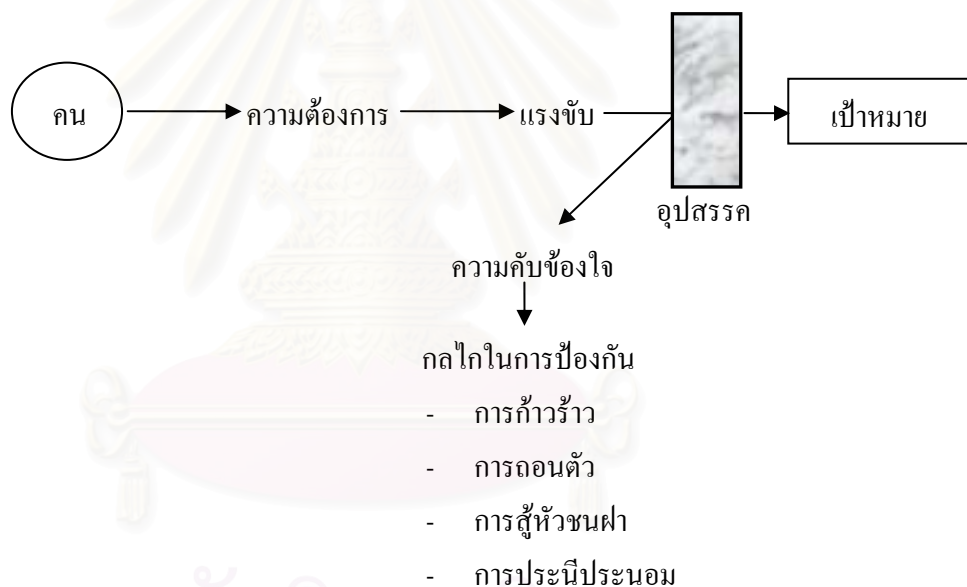 คน
ความต้องการ
แรงขับ
เป้าหมาย
อุปสรรค
ความคับข้องใจ
กลไกในการป้องกัน
- การก้าวร้าว
- การถอนตัว
- การสู้หัวชนฝา
- การประนีประนอม